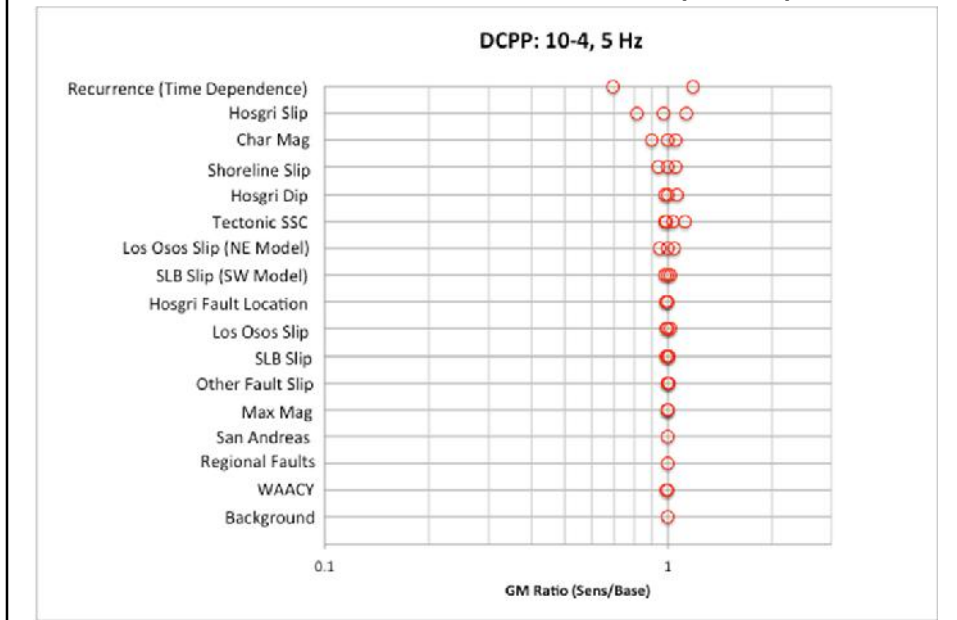 DCPP: 10-4, 5 Hz
Recurrence (Time Dependence)
Hosgri Slip
Char Mag
Shoreline Slip
Hosgri Dip
Tectonic SSC
Los Osos Slip (NE Model)
SLB Slip (SW Model)
Hosgri Fault Location
Los Osos Slip
SLB Slip
Other Fault Slip
Max Mag
San Andreas
Regional Faults
WAACY
Background
0.1 1
GM Ratio (Sens/Base)